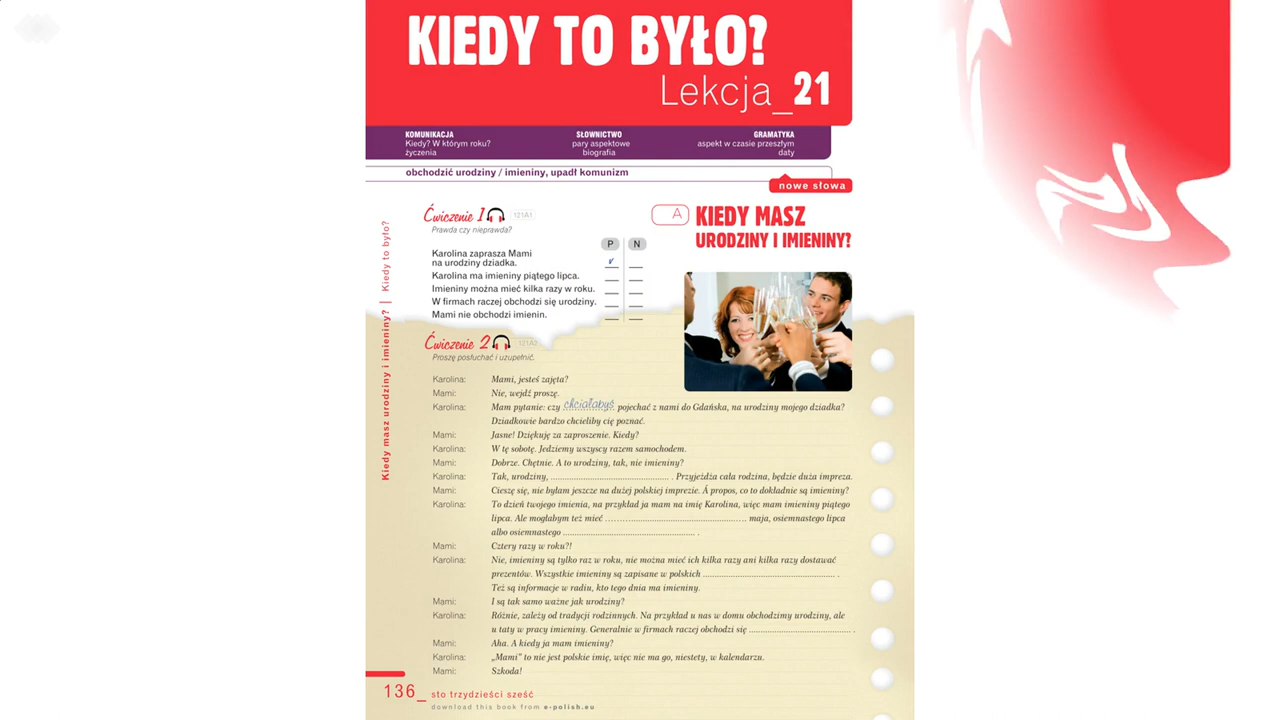 KIEDY TO BYŁO?
Lekcja_21
KOMUNIKACJA
Kiedy? W którym roku?
życzenia
SŁOWNICTWO
pary aspektowe
biografia
GRAMATYKA
aspekt w czasie przeszłym
daty
obchodzić urodziny / imieniny, upadł komunizm
nowe słowa
Ćwiczenie 1 121A1
Prawda czy nieprawda?
P N
Karolina zaprasza Mami
na urodziny dziadka. v __
Karolina ma imieniny piątego lipca. __ __
Imieniny można mieć kilka razy w roku. __ __
W firmach raczej obchodzi się urodziny. __ __
Mami nie obchodzi imienin. __ __
A KIEDY MASZ
URODZINY I IMIENINY?
Ćwiczenie 2 121A2
Proszę posłuchać i uzupełnić.
Karolina: Mami, jesteś zajęta?
Mami: Nie, wejdź proszę.
Karolina: Mam pytanie: czy chciałabyś pojechać z nami do Gdańska, na urodziny mojego dziadka?
Dziadkowie bardzo chcieliby cię poznać.
Mami: Jasne! Dziękuję za zaproszenie. Kiedy?
Karolina: W tę sobotę. Jedziemy wszyscy razem samochodem.
Mami: Dobrze. Chętnie. A to urodziny, tak, nie imieniny?
Karolina: Tak, urodziny, ............................................ . Przyjeżdża cała rodzina, będzie duża impreza.
Mami: Cieszę się, nie byłam jeszcze na dużej polskiej imprezie. Á propos, co to dokładnie są imieniny?
Karolina: To dzień twojego imienia, na przykład ja mam na imię Karolina, więc mam imieniny piątego
lipca. Ale mogłabym też mieć .................................................... maja, osiemnastego lipca
albo osiemnastego ................................................. .
Mami: Cztery razy w roku?!
Karolina: Nie, imieniny są tylko raz w roku, nie można mieć ich kilka razy ani kilka razy dostawać
prezentów. Wszystkie imieniny są zapisane w polskich ................................................. .
Też są informacje w radiu, kto tego dnia ma imieniny.
Mami: I są tak samo ważne jak urodziny?
Karolina: Różnie, zależy od tradycji rodzinnych. Na przykład u nas w domu obchodzimy urodziny, ale
u taty w pracy imieniny. Generalnie w firmach raczej obchodzi się ...................................... .
Mami: Aha. A kiedy ja mam imieniny?
Karolina: „Mami” to nie jest polskie imię, więc nie ma go, niestety, w kalendarzu.
Mami: Szkoda!
Kiedy masz urodziny i imieniny? | Kiedy to było?
136_ sto trzydzieści sześć
download this book from e-polish.eu